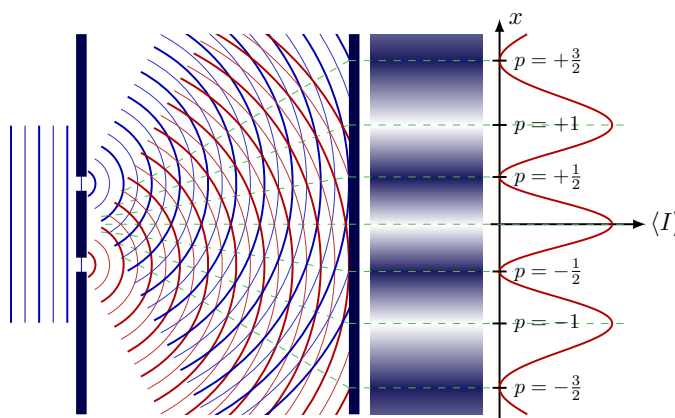 x
p = +3/2
p = +1
p = +1/2
⟨I⟩
p = −1/2
p = −1
p = −3/2